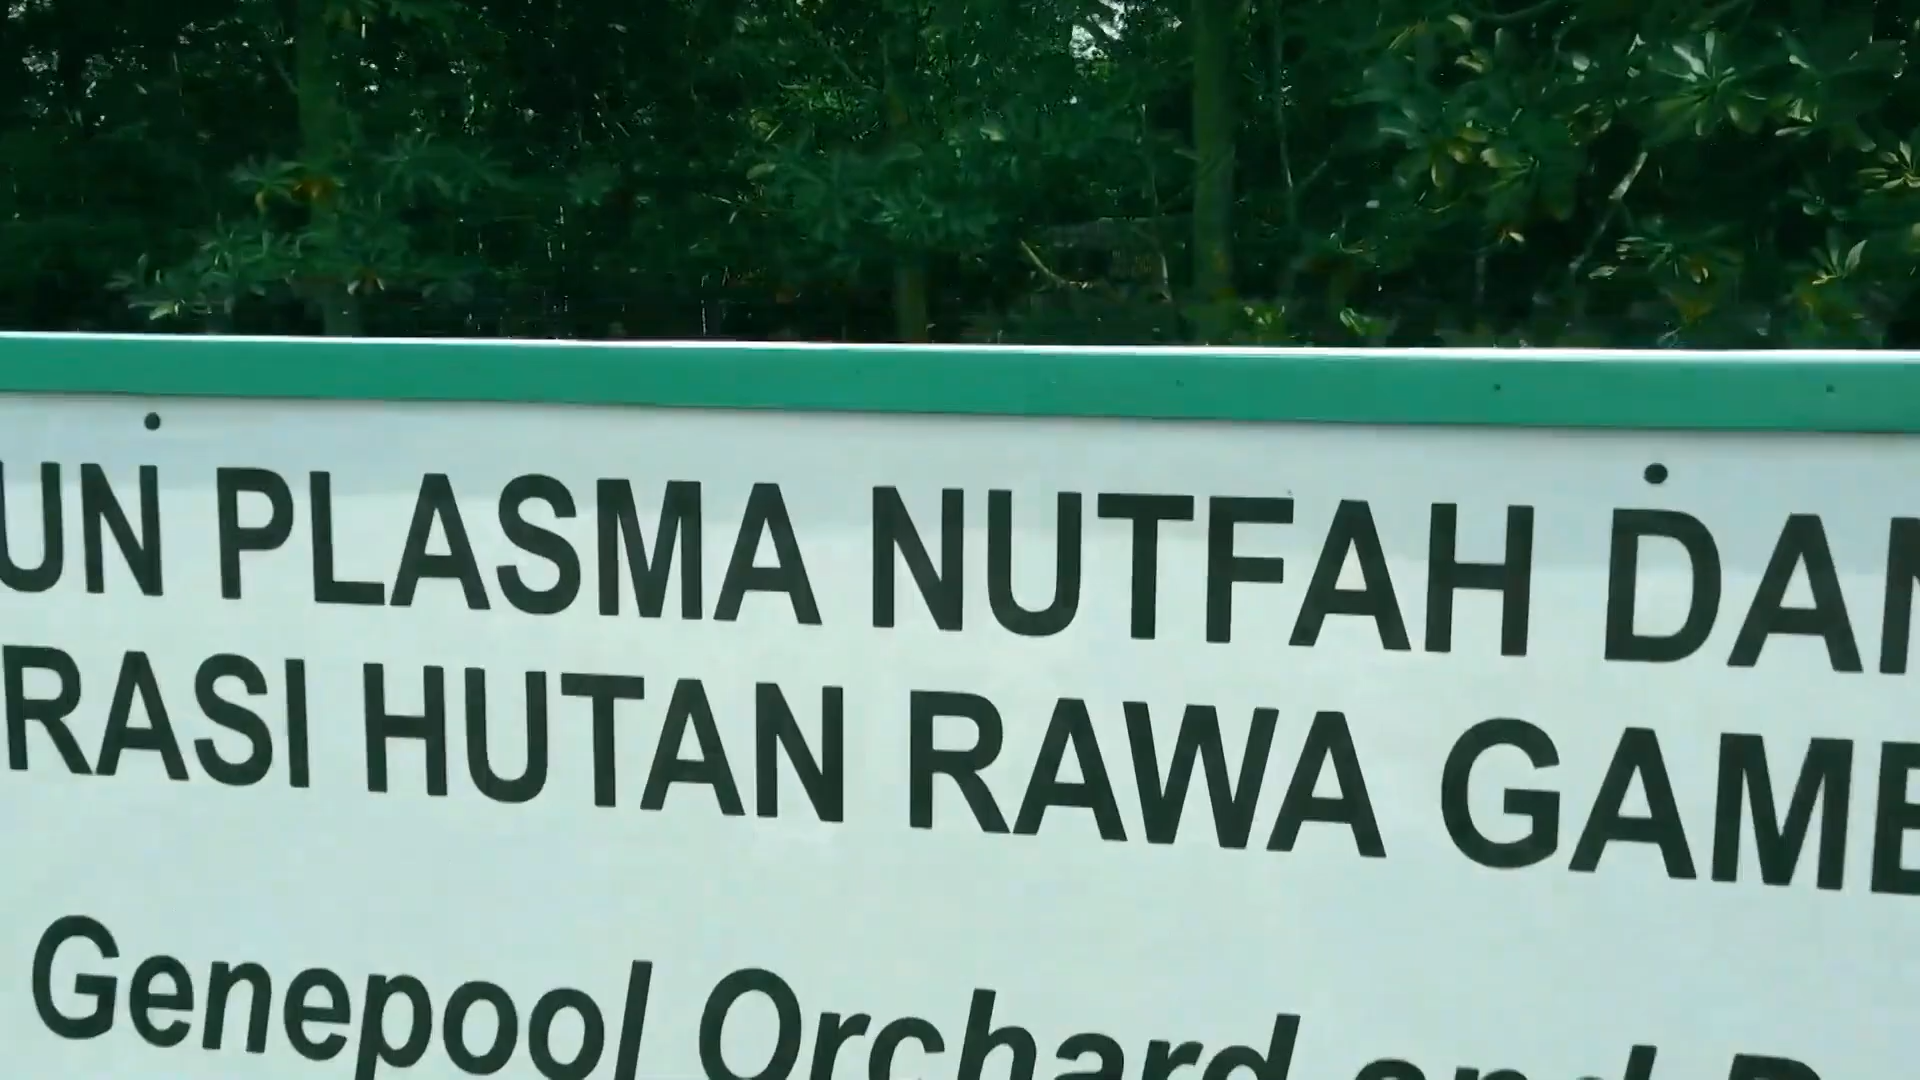 UN PLASMA NUTFAH DAN
RASI HUTAN RAWA GAMB
Genepool Orchard and